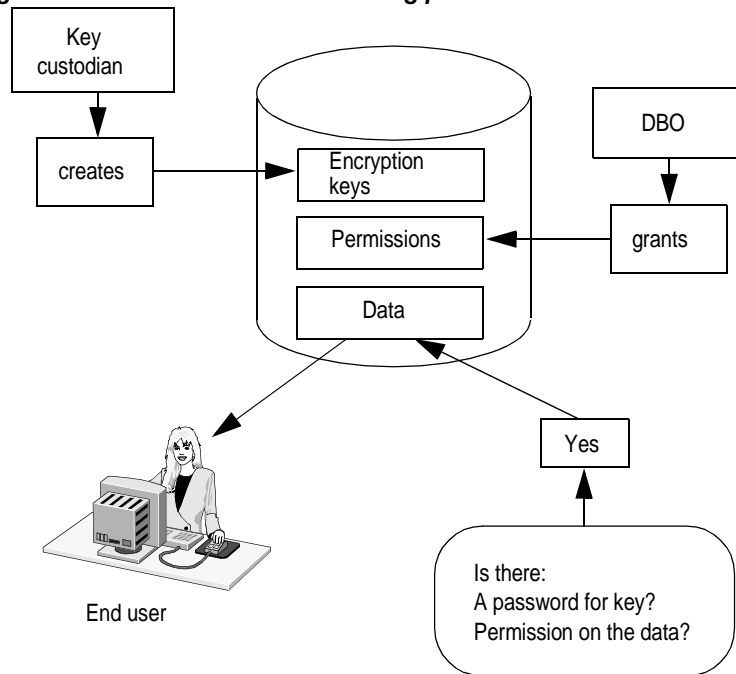 Key
custodian
creates
Encryption
keys
Permissions
Data
DBO
grants
Yes
Is there:
A password for key?
Permission on the data?
End user